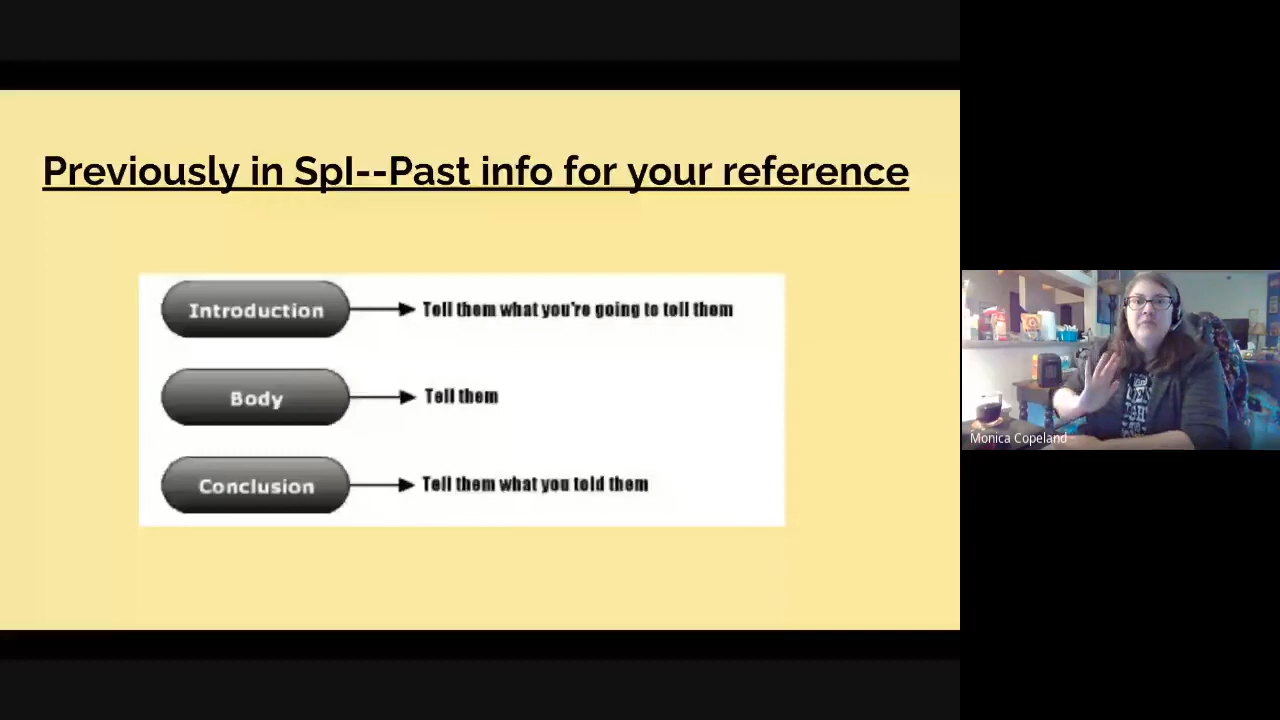 Previously in SpI--Past info for your reference
Introduction
Tell them what you're going to tell them
Body
Tell them
Conclusion
Tell them what you told them
Monica Copeland